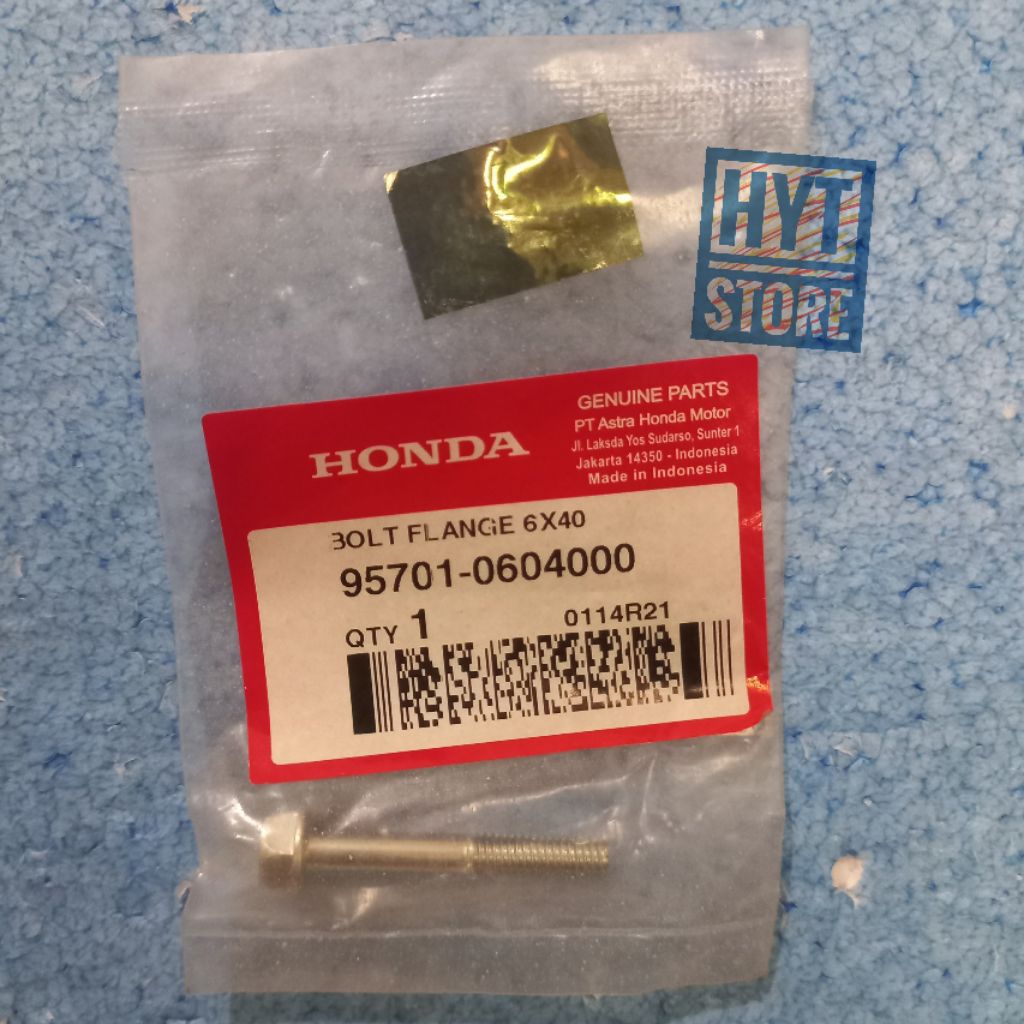 HYT
STORE
HONDA
GENUINE PARTS
PT Astra Honda Motor
Jl. Laksda Yos Sudarso, Sunter 1
Jakarta 14350 - Indonesia
Made in Indonesia
BOLT FLANGE 6X40
95701-0604000
QTY 1
0114R21